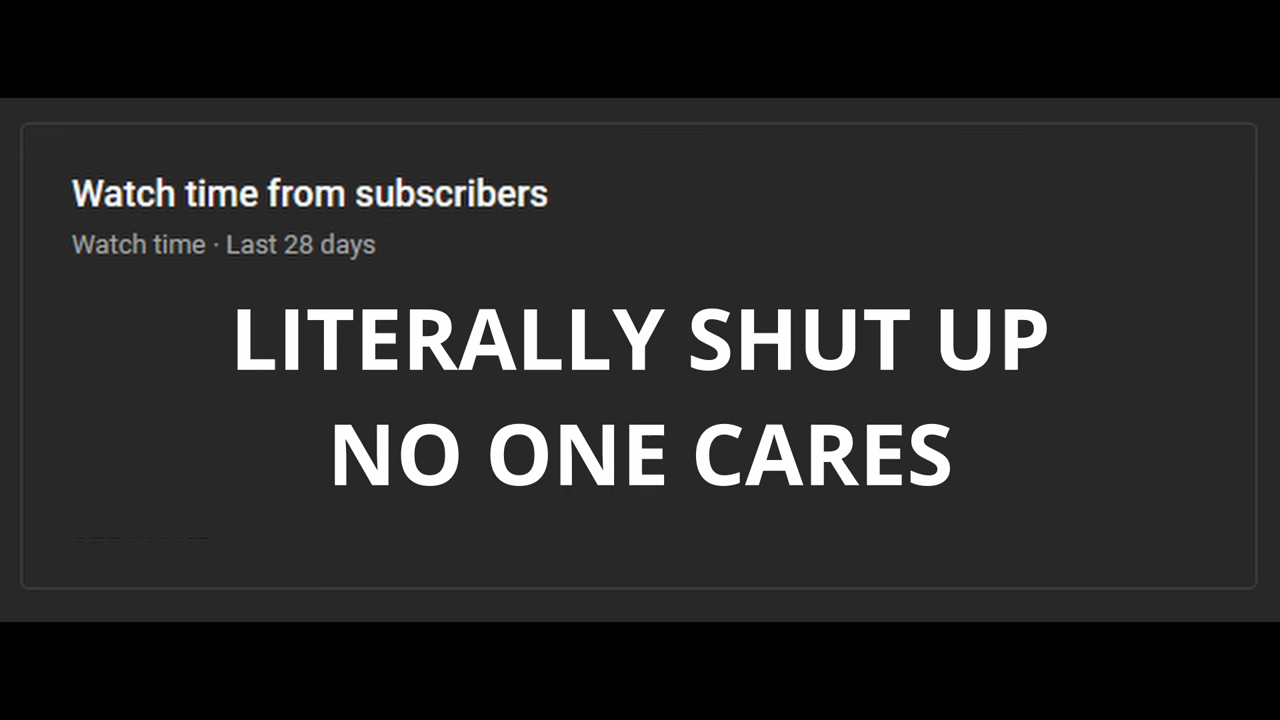 Watch time from subscribers
Watch time · Last 28 days
LITERALLY SHUT UP
NO ONE CARES